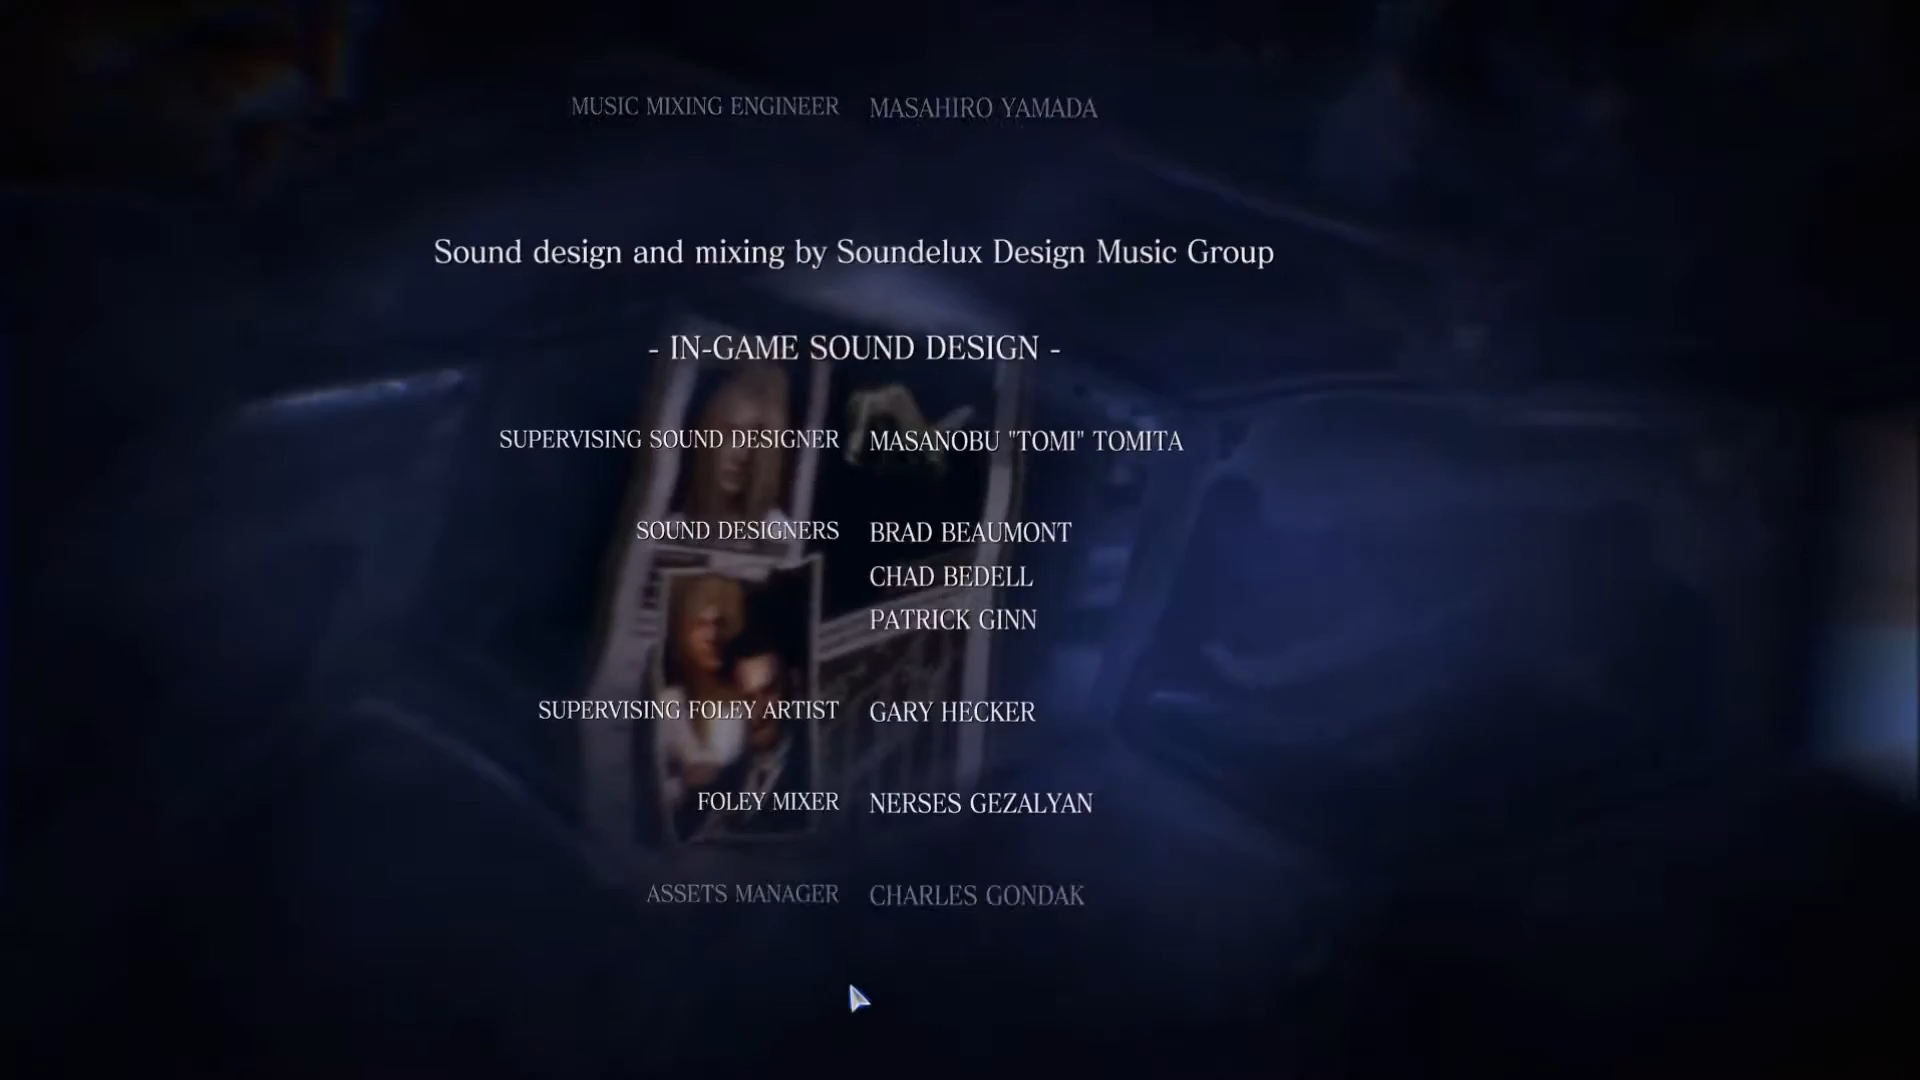 MUSIC MIXING ENGINEER MASAHIRO YAMADA
Sound design and mixing by Soundelux Design Music Group
- IN-GAME SOUND DESIGN -
SUPERVISING SOUND DESIGNER MASANOBU "TOMI" TOMITA
SOUND DESIGNERS BRAD BEAUMONT
CHAD BEDELL
PATRICK GINN
SUPERVISING FOLEY ARTIST GARY HECKER
FOLEY MIXER NERSES GEZALYAN
ASSETS MANAGER CHARLES GONDAK